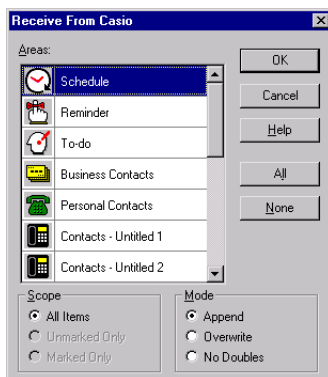 Receive From Casio
Areas:
OK
Schedule
Cancel
Reminder
Help
To-do
Business Contacts
All
Personal Contacts
None
Contacts - Untitled 1
Contacts - Untitled 2
Scope
Mode
All Items
Append
Unmarked Only
Overwrite
Marked Only
No Doubles